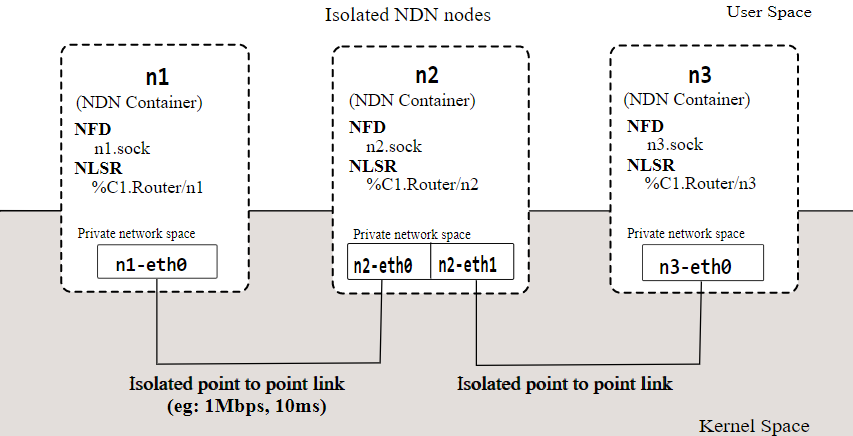 Isolated NDN nodes
User Space
n1
(NDN Container)
NFD
n1.sock
NLSR
%C1.Router/n1
Private network space
n1-eth0
n2
(NDN Container)
NFD
n2.sock
NLSR
%C1.Router/n2
Private network space
n2-eth0
n2-eth1
n3
(NDN Container)
NFD
n3.sock
NLSR
%C1.Router/n3
Private network space
n3-eth0
Isolated point to point link
(eg: 1Mbps, 10ms)
Isolated point to point link
Kernel Space